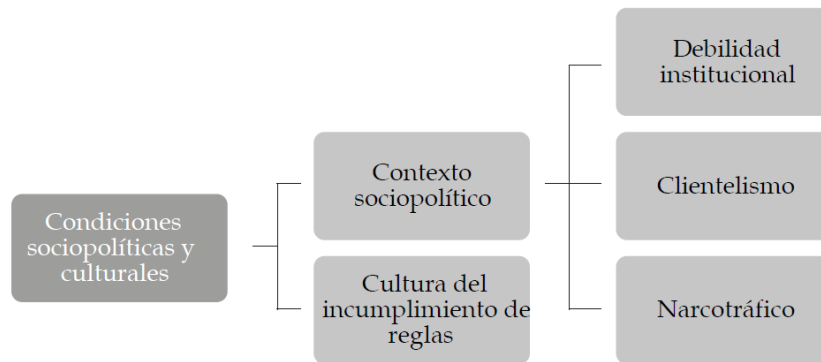 Condiciones
sociopolíticas y
culturales
Contexto
sociopolítico
Cultura del
incumplimiento de
reglas
Debilidad
institucional
Clientelismo
Narcotráfico